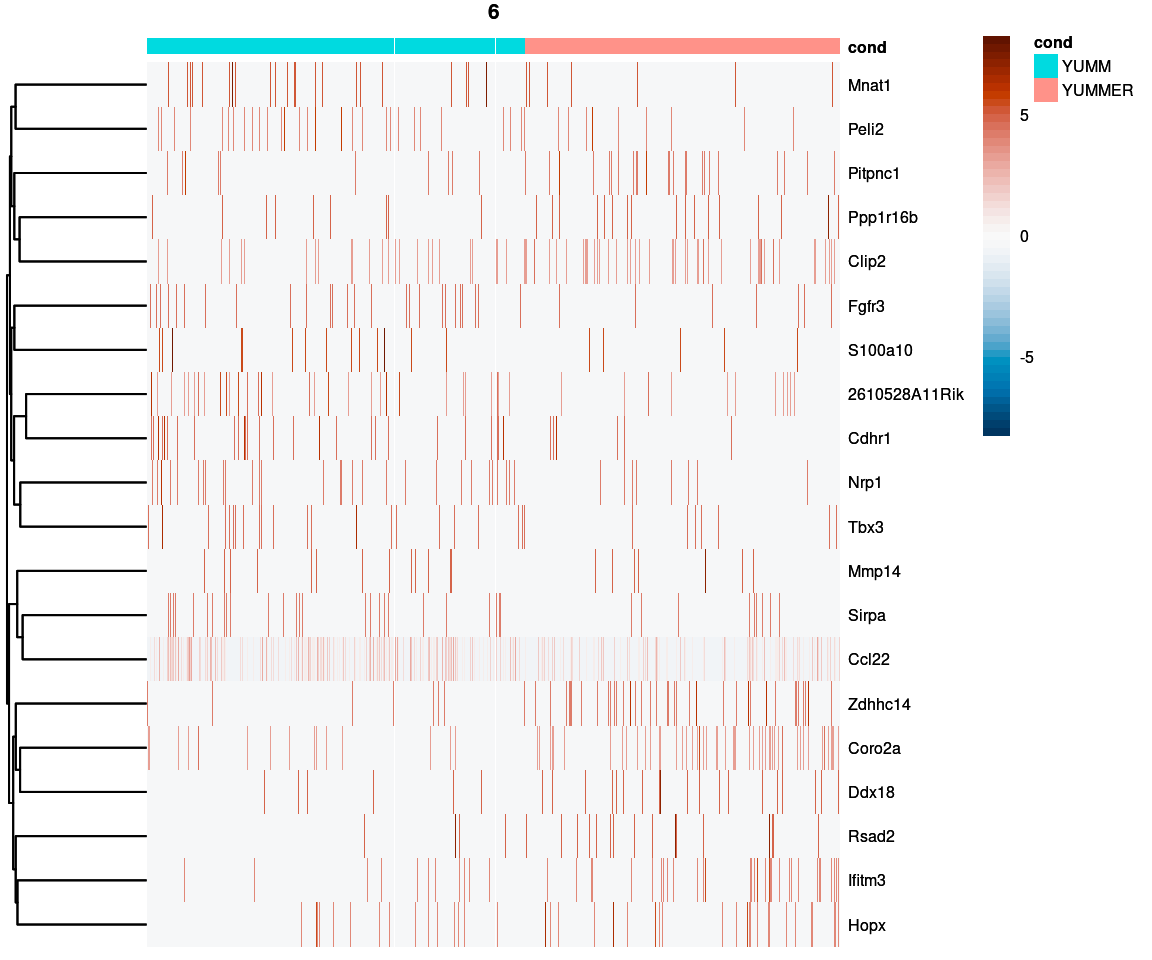 6
cond
Mnat1
Peli2
Pitpnc1
Ppp1r16b
Clip2
Fgfr3
S100a10
2610528A11Rik
Cdhr1
Nrp1
Tbx3
Mmp14
Sirpa
Ccl22
Zdhhc14
Coro2a
Ddx18
Rsad2
Ifitm3
Hopx
5
0
-5
cond
YUMM
YUMMER